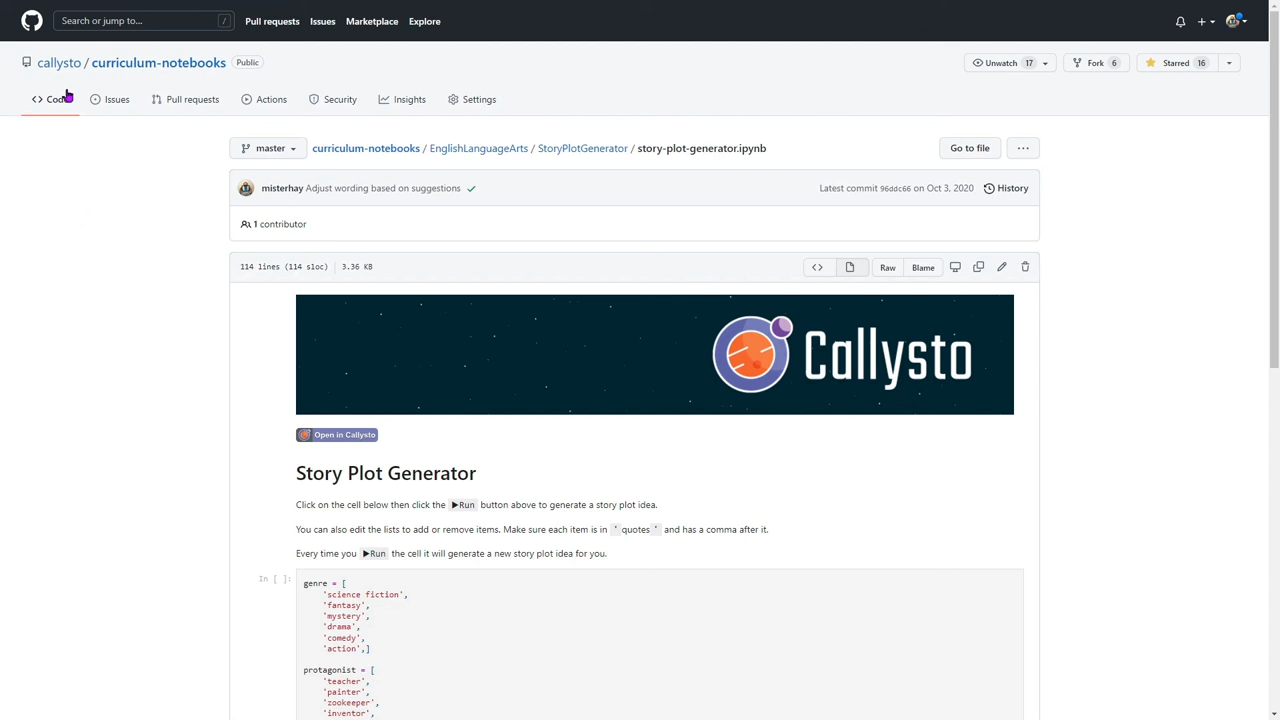 Search or jump to... / Pull requests Issues Marketplace Explore
callysto / curriculum-notebooks Public Unwatch 17 Fork 6 Starred 16
Code Issues Pull requests Actions Security Insights Settings
master curriculum-notebooks / EnglishLanguageArts / StoryPlotGenerator / story-plot-generator.ipynb Go to file ...
misterhay Adjust wording based on suggestions Latest commit 96ddc66 on Oct 3, 2020 History
1 contributor
114 lines (114 sloc) 3.36 KB <> Raw Blame
Callysto
Open in Callysto
Story Plot Generator
Click on the cell below then click the ▶Run button above to generate a story plot idea.
You can also edit the lists to add or remove items. Make sure each item is in 'quotes' and has a comma after it.
Every time you ▶Run the cell it will generate a new story plot idea for you.
In [ ]: genre = [
'science fiction',
'fantasy',
'mystery',
'drama',
'comedy',
'action',]
protagonist = [
'teacher',
'painter',
'zookeeper',
'inventor',